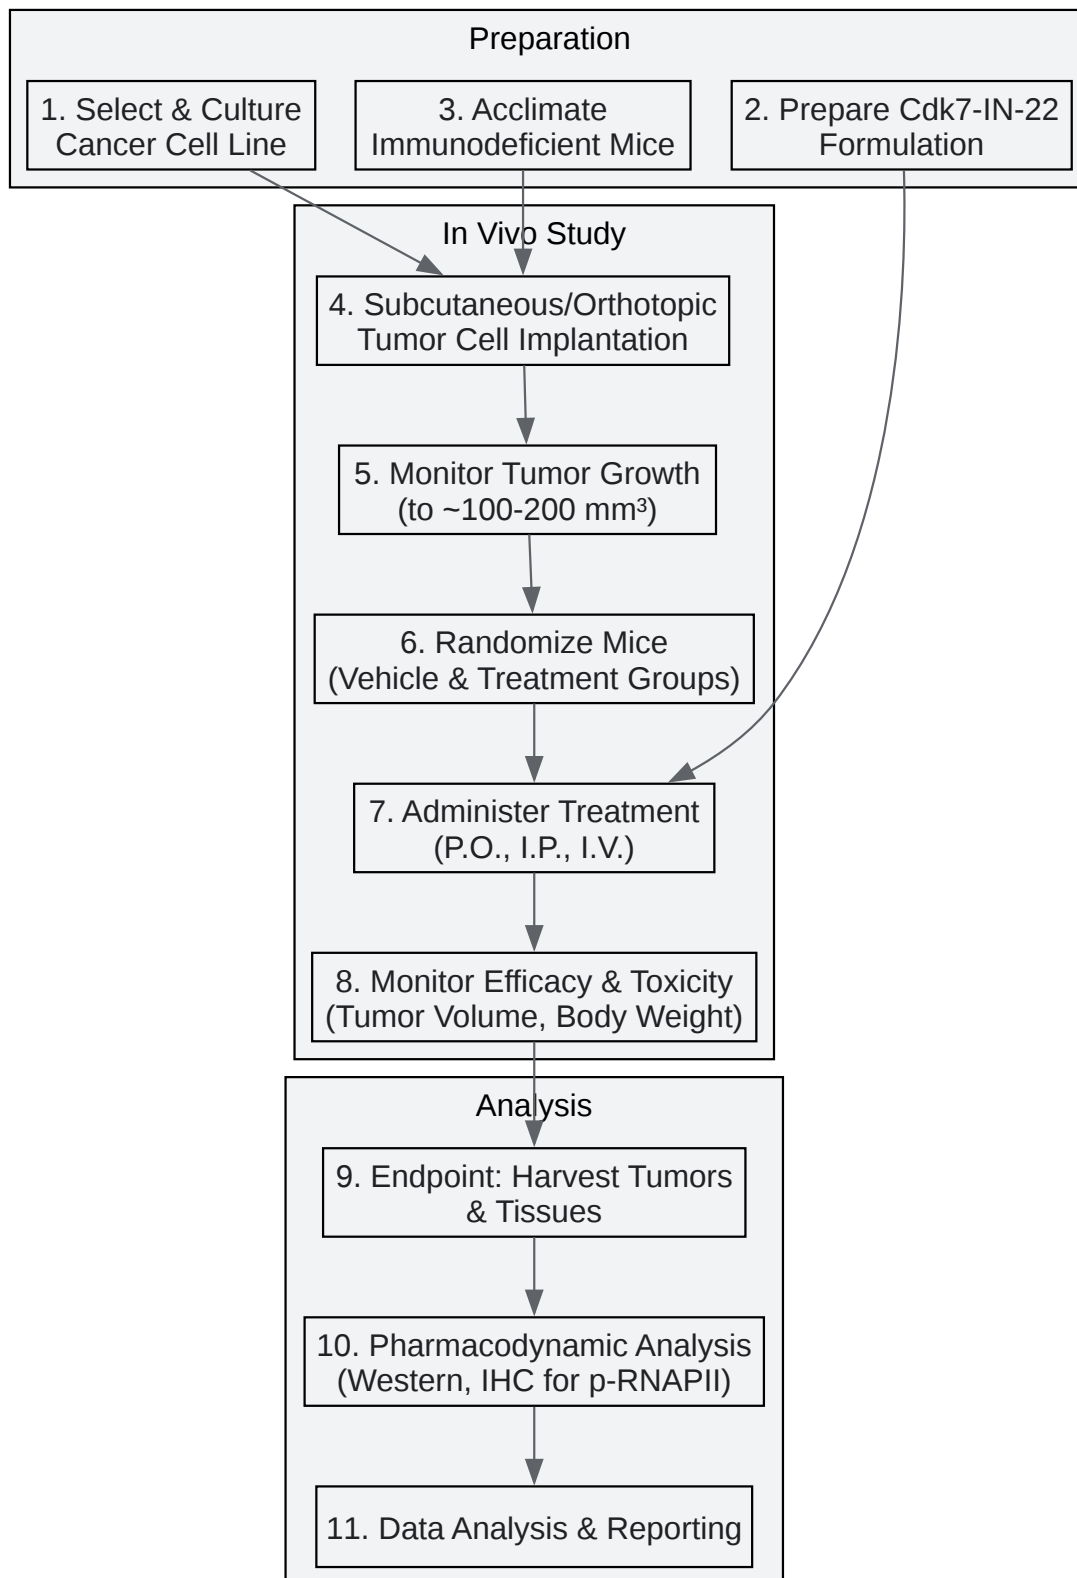 Preparation
1. Select & Culture
Cancer Cell Line
3. Acclimate
Immunodeficient Mice
2. Prepare Cdk7-IN-22
Formulation
In Vivo Study
4. Subcutaneous/Orthotopic
Tumor Cell Implantation
5. Monitor Tumor Growth
(to ~100-200 mm³)
6. Randomize Mice
(Vehicle & Treatment Groups)
7. Administer Treatment
(P.O., I.P., I.V.)
8. Monitor Efficacy & Toxicity
(Tumor Volume, Body Weight)
Analysis
9. Endpoint: Harvest Tumors
& Tissues
10. Pharmacodynamic Analysis
(Western, IHC for p-RNAPII)
11. Data Analysis & Reporting